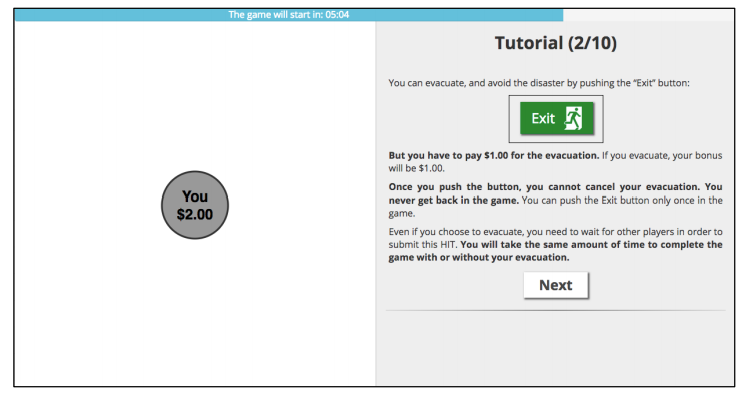 The game will start in: 05:04
Tutorial (2/10)
You can evacuate, and avoid the disaster by pushing the “Exit” button:
Exit
But you have to pay $1.00 for the evacuation. If you evacuate, your bonus
will be $1.00.
Once you push the button, you cannot cancel your evacuation. You
never get back in the game. You can push the Exit button only once in the
game.
Even if you choose to evacuate, you need to wait for other players in order to
submit this HIT. You will take the same amount of time to complete the
game with or without your evacuation.
Next
You
$2.00